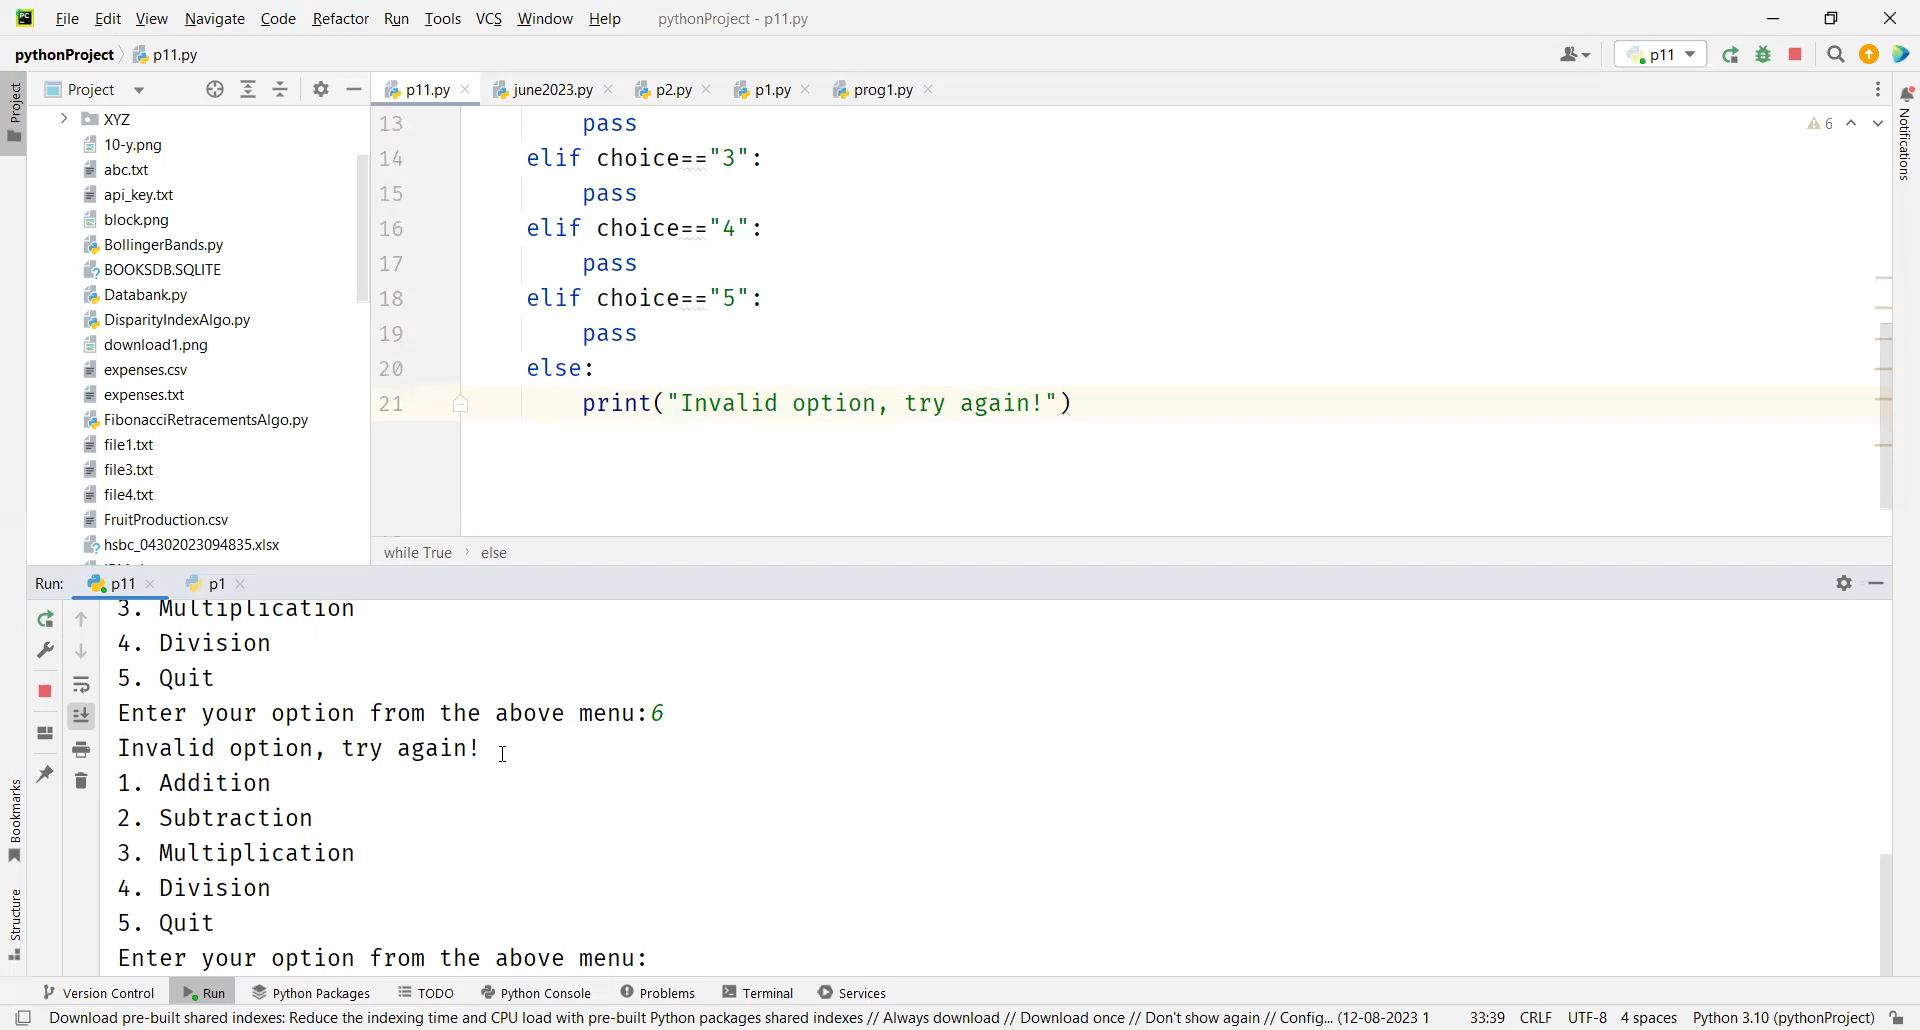 File Edit View Navigate Code Refactor Run Tools VCS Window Help pythonProject - p11.py
pythonProject p11.py p11
Project p11.py june2023.py p2.py p1.py prog1.py
XYZ
10-y.png
abc.txt
api_key.txt
block.png
BollingerBands.py
BOOKSDB.SQLITE
Databank.py
DisparityIndexAlgo.py
download1.png
expenses.csv
expenses.txt
FibonacciRetracementsAlgo.py
file1.txt
file3.txt
file4.txt
FruitProduction.csv
hsbc_04302023094835.xlsx
13 pass
14 elif choice=="3":
15 pass
16 elif choice=="4":
17 pass
18 elif choice=="5":
19 pass
20 else:
21 print("Invalid option, try again!")
6
while True › else
Project
Bookmarks
Structure
Notifications
Run: p11 p1
3. Multiplication
4. Division
5. Quit
Enter your option from the above menu:6
Invalid option, try again!
1. Addition
2. Subtraction
3. Multiplication
4. Division
5. Quit
Enter your option from the above menu:
Version Control Run Python Packages TODO Python Console Problems Terminal Services
Download pre-built shared indexes: Reduce the indexing time and CPU load with pre-built Python packages shared indexes // Always download // Download once // Don't show again // Config... (12-08-2023 1 33:39 CRLF UTF-8 4 spaces Python 3.10 (pythonProject)